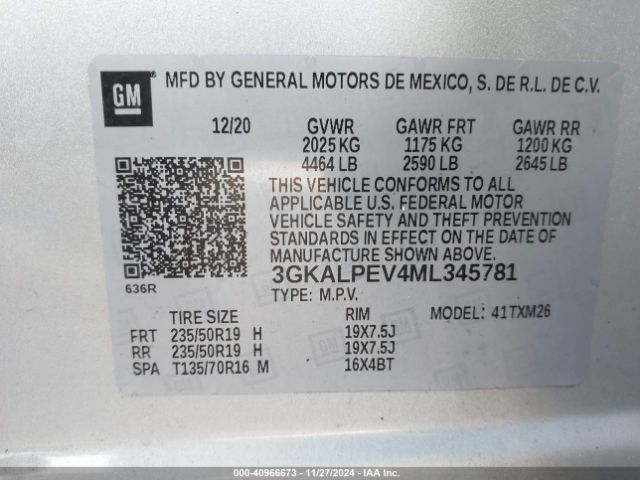 GM ® MFD BY GENERAL MOTORS DE MEXICO, S. DE R.L. DE C.V.
12/20 GVWR GAWR FRT GAWR RR
2025 KG 1175 KG 1200 KG
4464 LB 2590 LB 2645 LB
THIS VEHICLE CONFORMS TO ALL
APPLICABLE U.S. FEDERAL MOTOR
VEHICLE SAFETY AND THEFT PREVENTION
STANDARDS IN EFFECT ON THE DATE OF
MANUFACTURE SHOWN ABOVE.
3GKALPEV4ML345781
636R
TYPE: M.P.V.
TIRE SIZE RIM MODEL: 41TXM26
FRT 235/50R19 H 19X7.5J
RR 235/50R19 H 19X7.5J
SPA T135/70R16 M 16X4BT
000-40966673 - 11/27/2024 - IAA Inc.